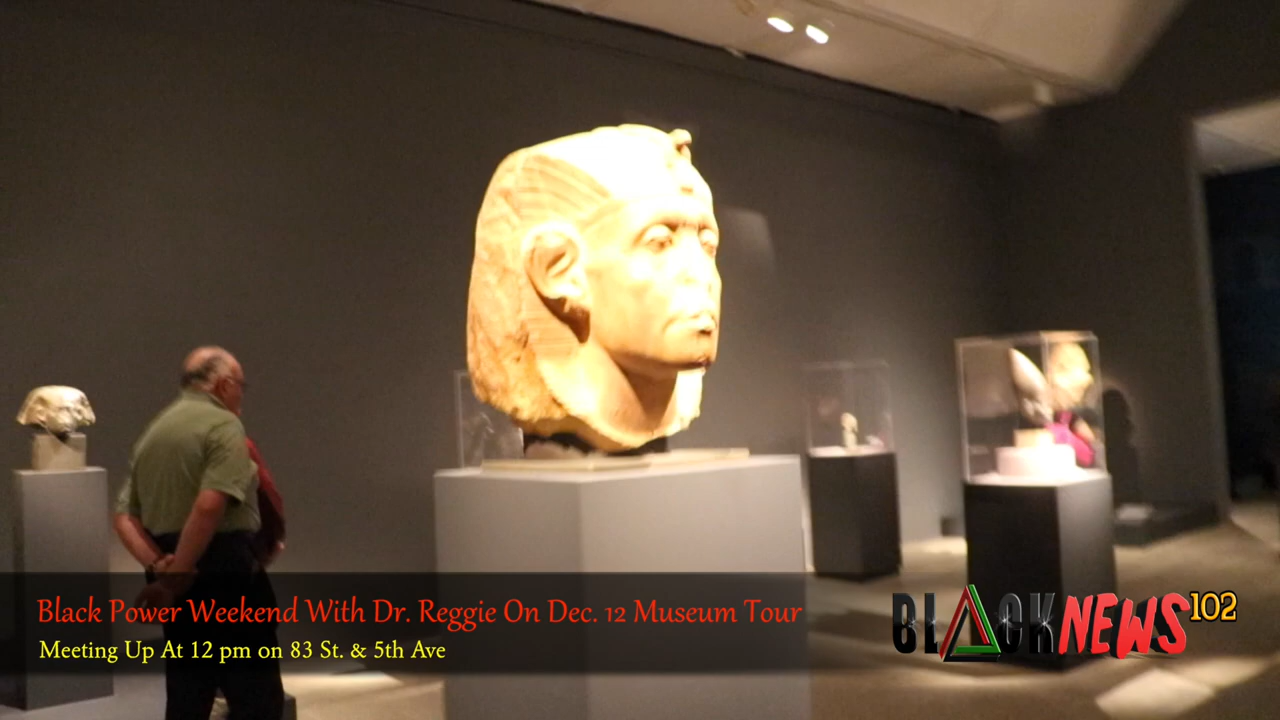 Black Power Weekend With Dr. Reggie On Dec. 12 Museum Tour
Meeting Up At 12 pm on 83 St. & 5th Ave
BLACKNEWS102